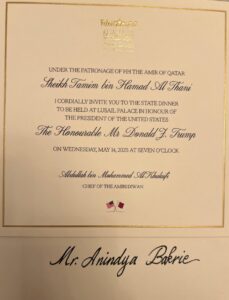 UNDER THE PATRONAGE OF HH THE AMIR OF QATAR
Sheikh Tamim bin Hamad Al Thani
I CORDIALLY INVITE YOU TO THE STATE DINNER
TO BE HELD AT LUSAIL PALACE IN HONOUR OF
THE PRESIDENT OF THE UNITED STATES
The Honourable Mr Donald J. Trump
ON WEDNESDAY, MAY 14, 2025 AT SEVEN O'CLOCK
Abdullah bin Mohammed Al Khulaifi
CHIEF OF THE AMIRI DIWAN
Mr. Anindya Bakrie